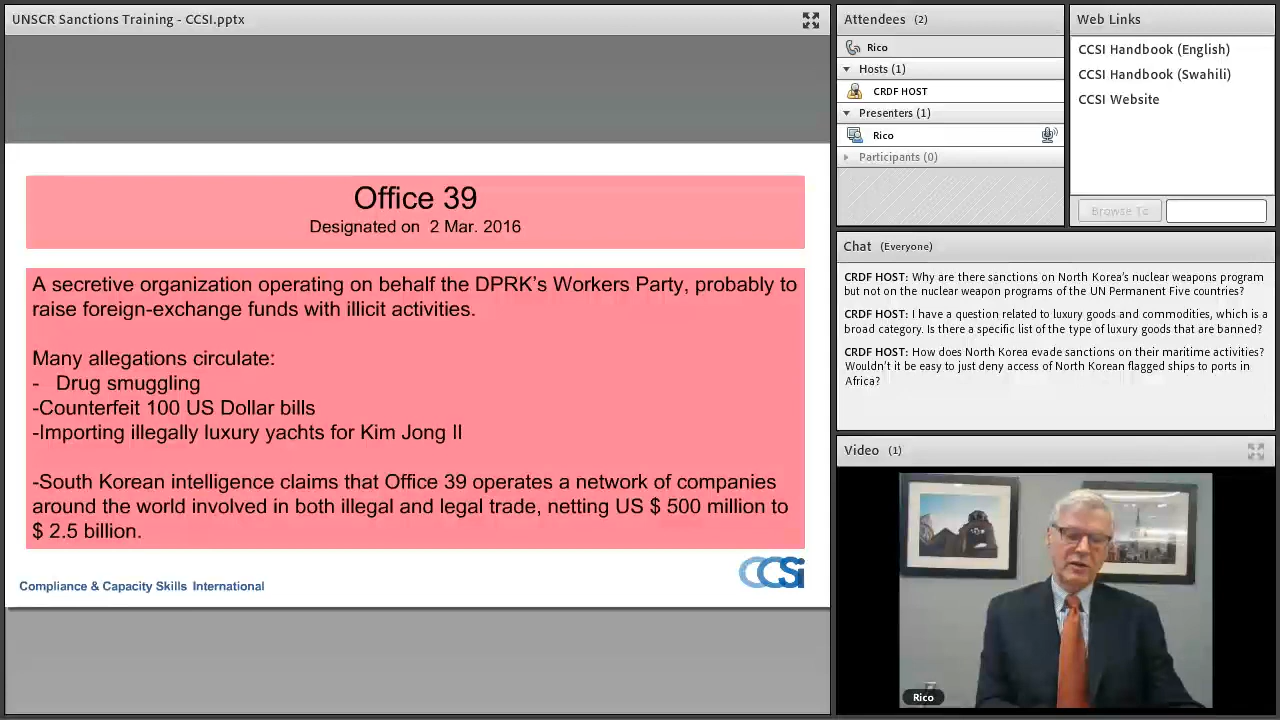 UNSCR Sanctions Training - CCSI.pptx
Office 39
Designated on 2 Mar. 2016
A secretive organization operating on behalf the DPRK's Workers Party, probably to
raise foreign-exchange funds with illicit activities.
Many allegations circulate:
- Drug smuggling
-Counterfeit 100 US Dollar bills
-Importing illegally luxury yachts for Kim Jong Il
-South Korean intelligence claims that Office 39 operates a network of companies
around the world involved in both illegal and legal trade, netting US $ 500 million to
$ 2.5 billion.
Compliance & Capacity Skills International
CCSi
Attendees (2)
Rico
Hosts (1)
CRDF HOST
Presenters (1)
Rico
Participants (0)
Web Links
CCSI Handbook (English)
CCSI Handbook (Swahili)
CCSI Website
Browse To
Chat (Everyone)
CRDF HOST: Why are there sanctions on North Korea's nuclear weapons program
but not on the nuclear weapon programs of the UN Permanent Five countries?
CRDF HOST: I have a question related to luxury goods and commodities, which is a
broad category. Is there a specific list of the type of luxury goods that are banned?
CRDF HOST: How does North Korea evade sanctions on their maritime activities?
Wouldn't it be easy to just deny access of North Korean flagged ships to ports in
Africa?
Video (1)
Rico